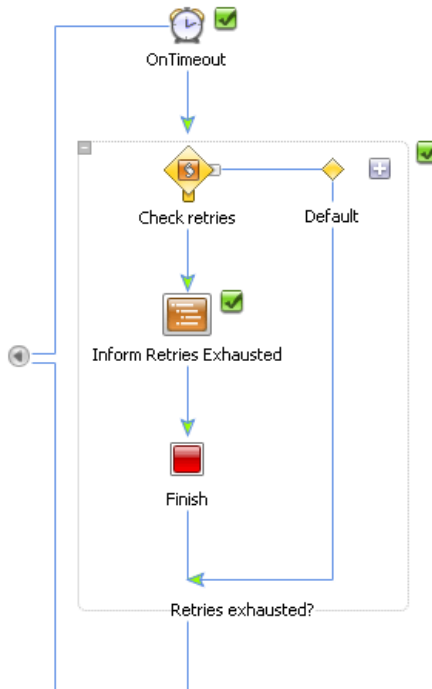 OnTimeout
Check retries
Default
Inform Retries Exhausted
Finish
Retries exhausted?